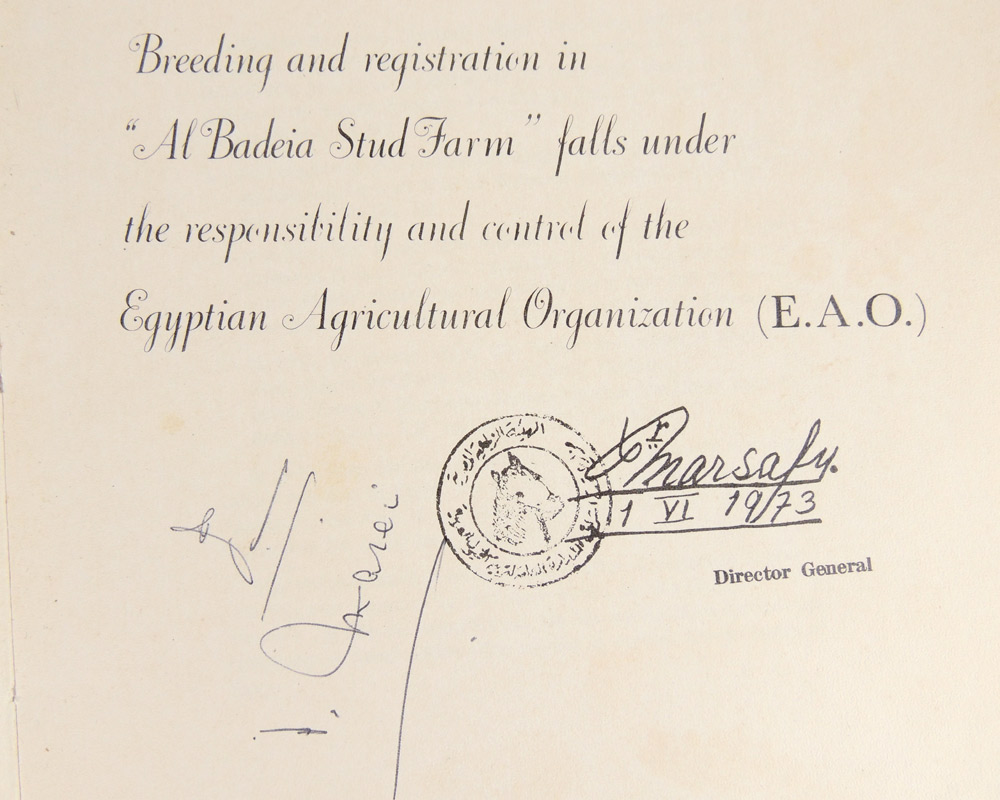 Breeding and registration in
“Al Badeia Stud Farm” falls under
the responsibility and control of the
Egyptian Agricultural Organization (E.A.O.)
Marsafy.
1 VI 1973
Director General